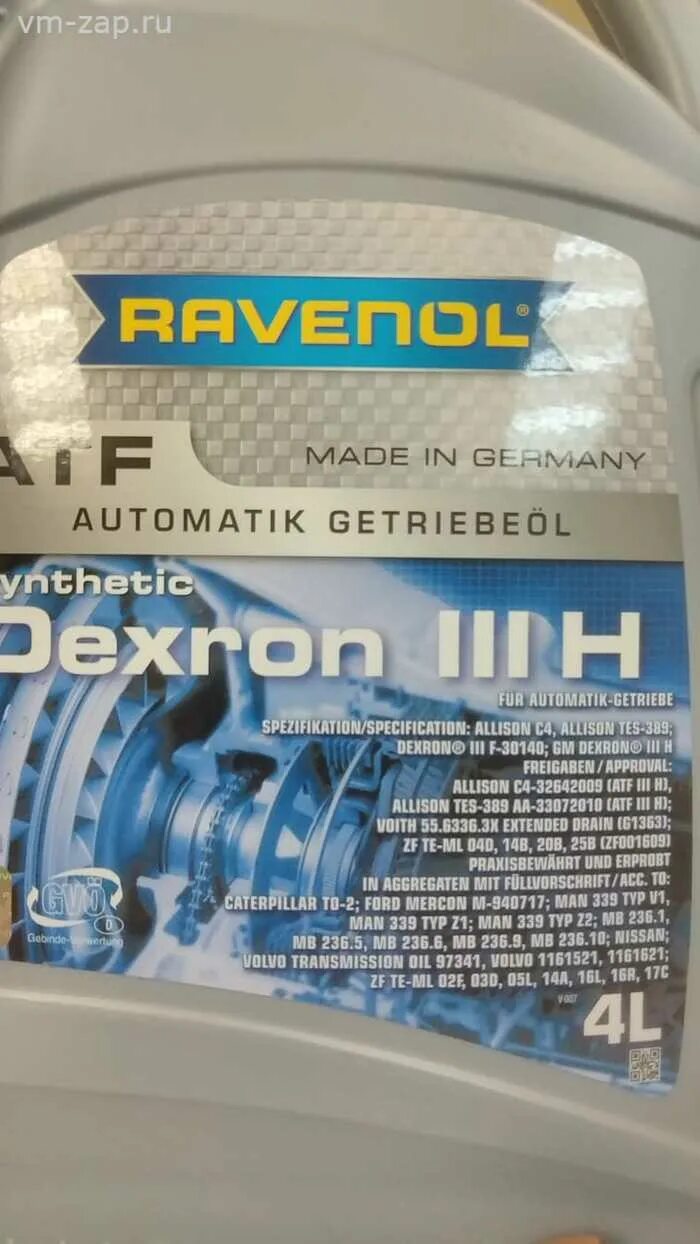 vm-zap.ru
RAVENOL®
ATF
MADE IN GERMANY
AUTOMATIK GETRIEBEÖL
ynthetic
Dexron III H
FÜR AUTOMATIK-GETRIEBE
SPEZIFIKATION/SPECIFICATION: ALLISON C4, ALLISON TES-389;
DEXRON® III F-30140; GM DEXRON® III H
FREIGABEN/APPROVAL:
ALLISON C4-32642009 (ATF III H),
ALLISON TES-389 AA-33072010 (ATF III H);
VOITH 55.6336.3X EXTENDED DRAIN (G1363);
ZF TE-ML 04D, 14B, 20B, 25B (ZF001609)
PRAXISBEWÄHRT UND ERPROBT
IN AGGREGATEN MIT FÜLLVORSCHRIFT/ACC. TO:
CATERPILLAR TO-2; FORD MERCON M-940717; MAN 339 TYP V1,
MAN 339 TYP Z1; MAN 339 TYP Z2; MB 236.1,
MB 236.5, MB 236.6, MB 236.9, MB 236.10; NISSAN;
VOLVO TRANSMISSION OIL 97341, VOLVO 1161521, 1161621;
ZF TE-ML 02F, 03D, 05L, 14A, 16L, 16R, 17C
GVÖ
D
Gebinde-Verwertung
V-007
4L